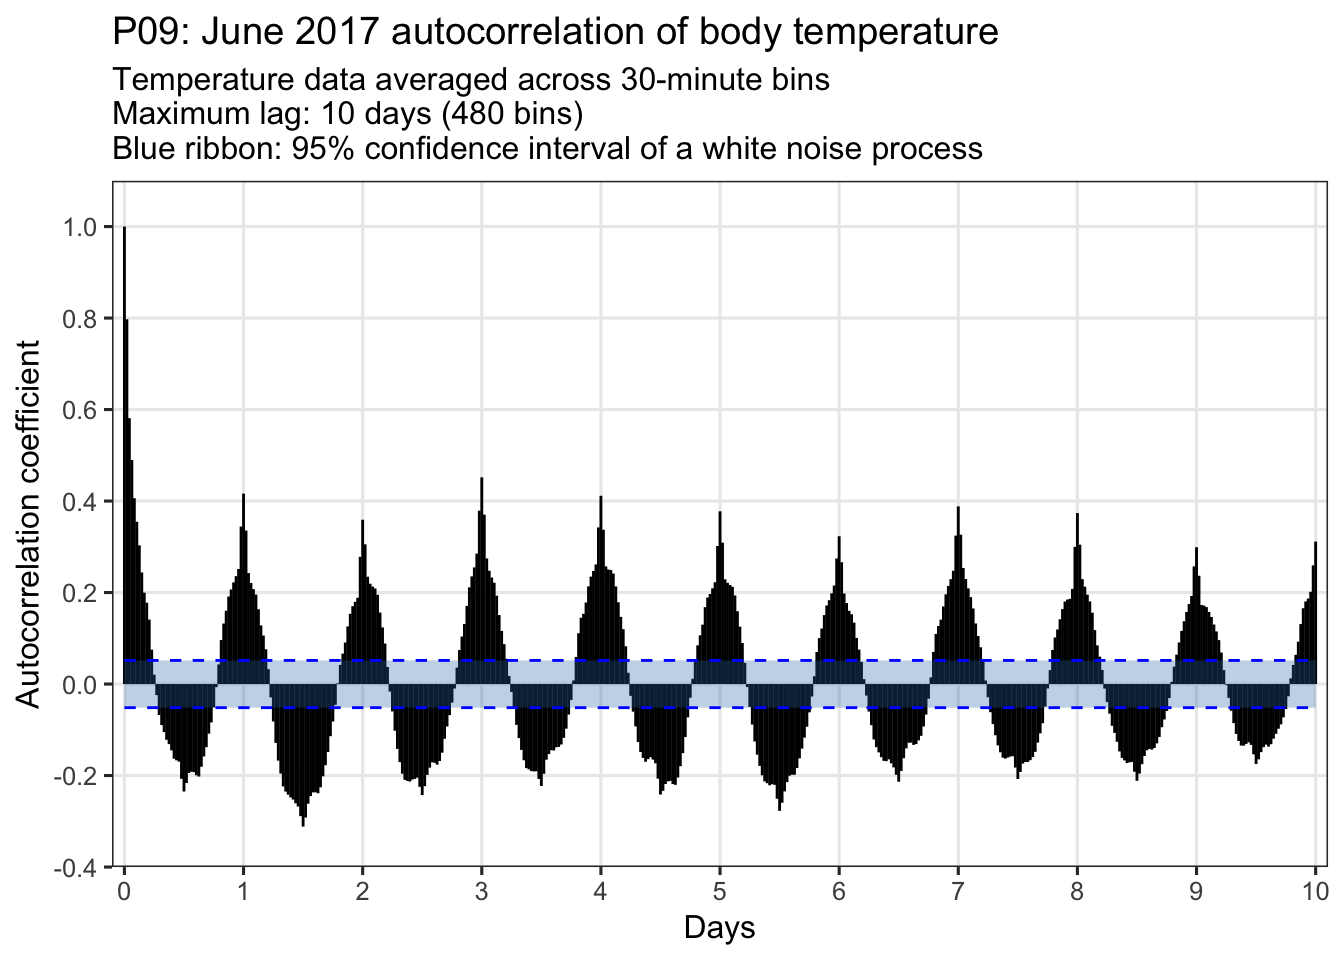 P09: June 2017 autocorrelation of body temperature
Temperature data averaged across 30-minute bins
Maximum lag: 10 days (480 bins)
Blue ribbon: 95% confidence interval of a white noise process
Autocorrelation coefficient
1.0
0.8
0.6
0.4
0.2
0.0
-0.2
-0.4
0 1 2 3 4 5 6 7 8 9 10
Days